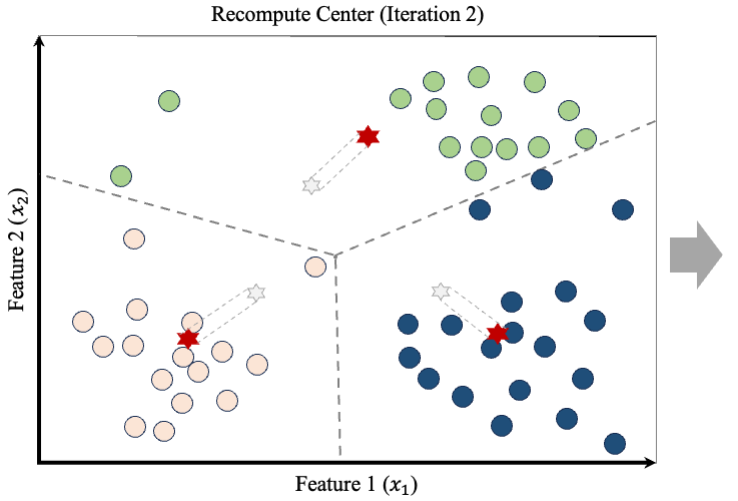 Recompute Center (Iteration 2)
Feature 2 (𝒙₂)
Feature 1 (𝒙₁)